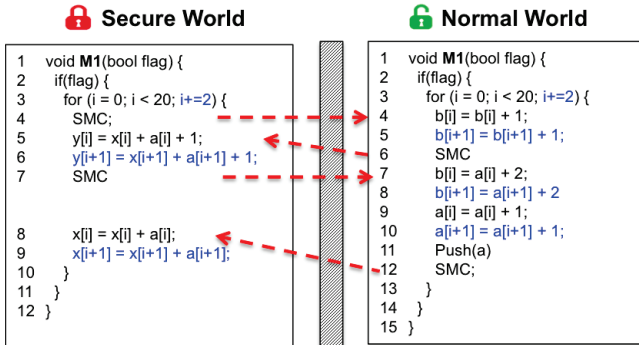 Secure World
1 void M1(bool flag) {
2 if(flag) {
3 for (i = 0; i < 20; i+=2) {
4 SMC;
5 y[i] = x[i] + a[i] + 1;
6 y[i+1] = x[i+1] + a[i+1] + 1;
7 SMC
8 x[i] = x[i] + a[i];
9 x[i+1] = x[i+1] + a[i+1];
10 }
11 }
12 }
Normal World
1 void M1(bool flag) {
2 if(flag) {
3 for (i = 0; i < 20; i+=2) {
4 b[i] = b[i] + 1;
5 b[i+1] = b[i+1] + 1;
6 SMC
7 b[i] = a[i] + 2;
8 b[i+1] = a[i+1] + 2
9 a[i] = a[i] + 1;
10 a[i+1] = a[i+1] + 1;
11 Push(a)
12 SMC;
13 }
14 }
15 }